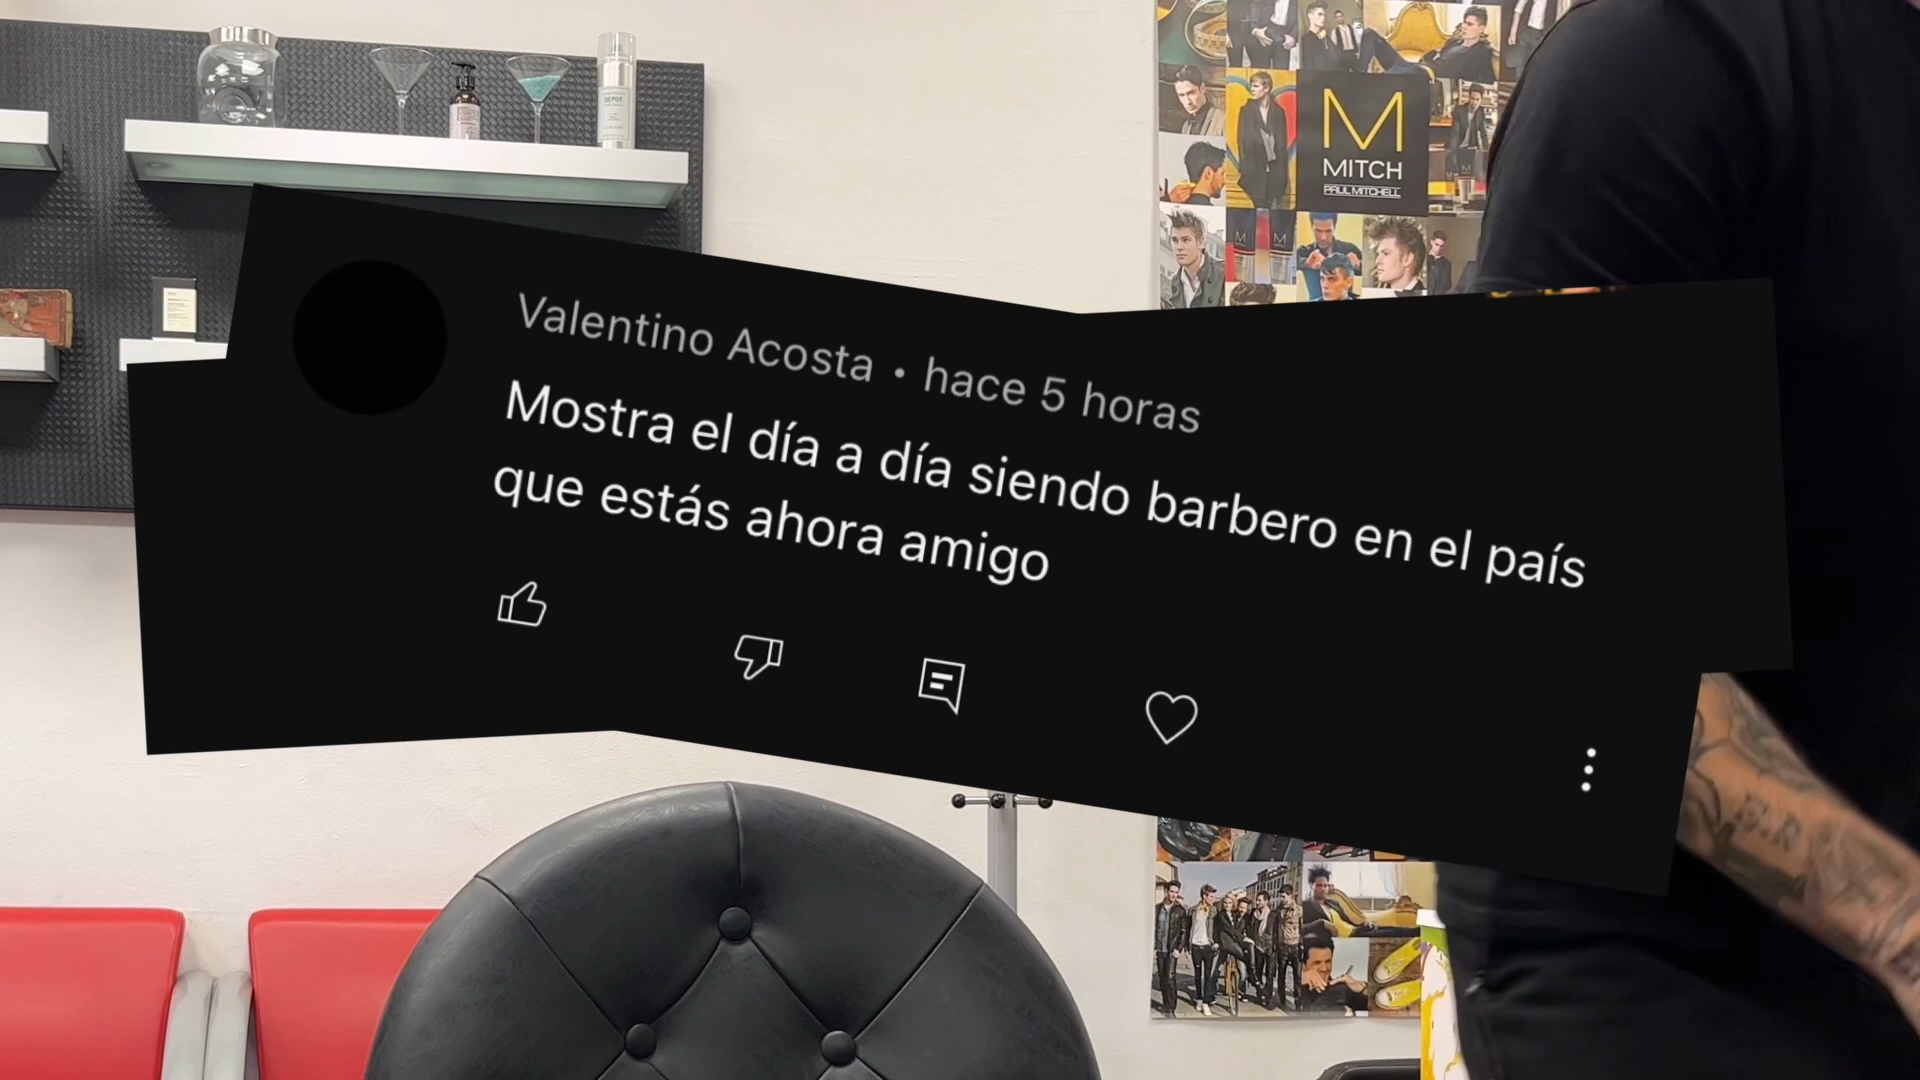 DEPOT
M
MITCH
PAUL MITCHELL
Valentino Acosta • hace 5 horas
Mostra el día a día siendo barbero en el país
que estás ahora amigo